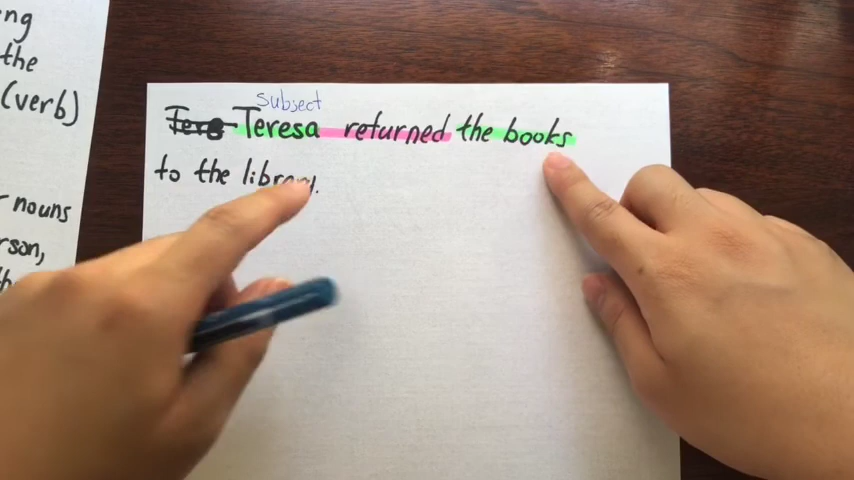 ng
the
(verb)
nouns
rson,
subject
Teresa returned the books
to the library.